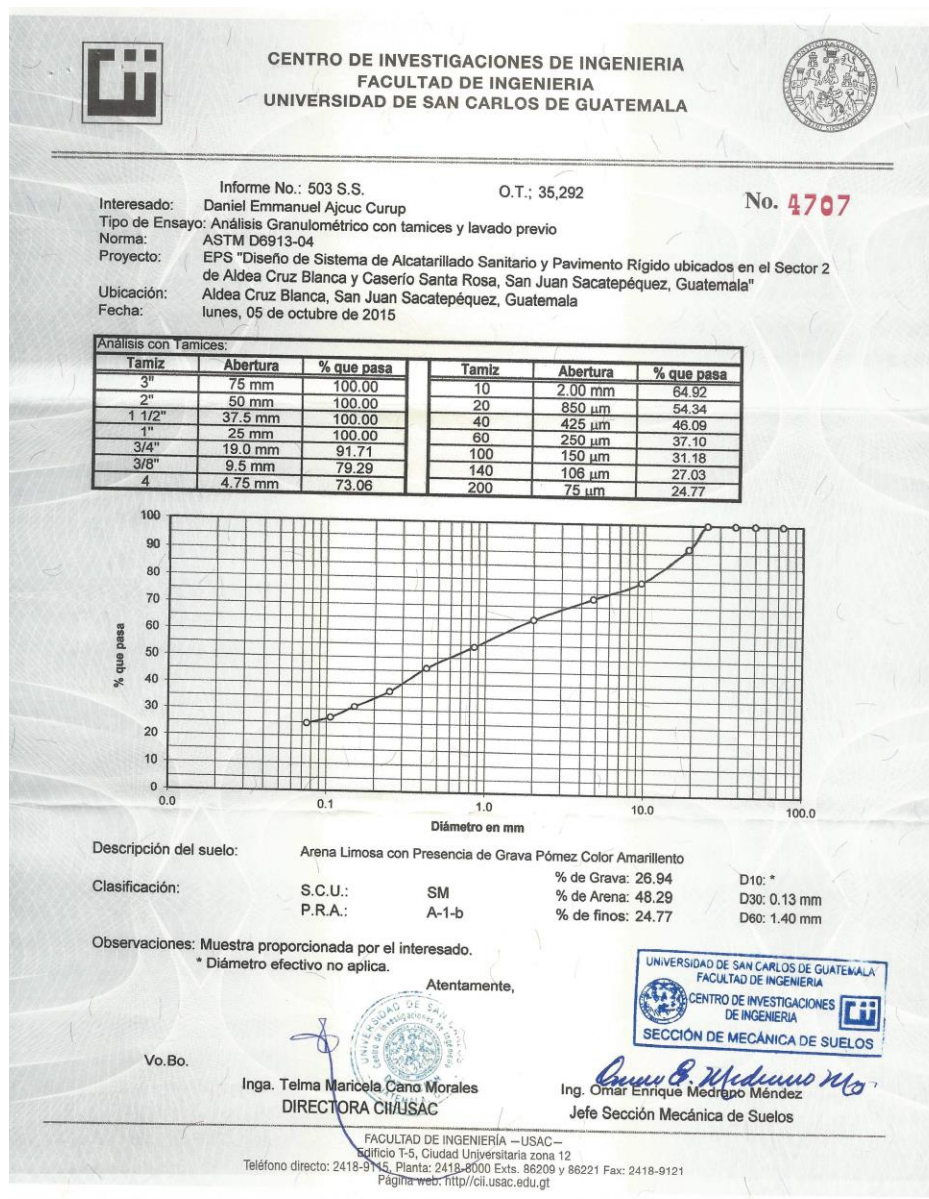 CENTRO DE INVESTIGACIONES DE INGENIERIA
FACULTAD DE INGENIERIA
UNIVERSIDAD DE SAN CARLOS DE GUATEMALA
Informe No.: 503 S.S. O.T.; 35,292 No. 4707
Interesado: Daniel Emmanuel Ajcuc Curup
Tipo de Ensayo: Análisis Granulométrico con tamices y lavado previo
Norma: ASTM D6913-04
Proyecto: EPS "Diseño de Sistema de Alcatarillado Sanitario y Pavimento Rígido ubicados en el Sector 2
de Aldea Cruz Blanca y Caserío Santa Rosa, San Juan Sacatepéquez, Guatemala"
Ubicación: Aldea Cruz Blanca, San Juan Sacatepéquez, Guatemala
Fecha: lunes, 05 de octubre de 2015
Análisis con Tamices:
Tamiz Abertura % que pasa Tamiz Abertura % que pasa
3" 75 mm 100.00 10 2.00 mm 64.92
2" 50 mm 100.00 20 850 µm 54.34
1 1/2" 37.5 mm 100.00 40 425 µm 46.09
1" 25 mm 100.00 60 250 µm 37.10
3/4" 19.0 mm 91.71 100 150 µm 31.18
3/8" 9.5 mm 79.29 140 106 µm 27.03
4 4.75 mm 73.06 200 75 µm 24.77
100
90
80
70
60
50
40
30
20
10
0
% que pasa
0.0 0.1 1.0 10.0 100.0
Diámetro en mm
Descripción del suelo: Arena Limosa con Presencia de Grava Pómez Color Amarillento
Clasificación: S.C.U.: SM % de Grava: 26.94 D10: *
P.R.A.: A-1-b % de Arena: 48.29 D30: 0.13 mm
% de finos: 24.77 D60: 1.40 mm
Observaciones: Muestra proporcionada por el interesado.
* Diámetro efectivo no aplica.
Atentamente,
UNIVERSIDAD DE SAN CARLOS DE GUATEMALA
FACULTAD DE INGENIERIA
CENTRO DE INVESTIGACIONES
DE INGENIERIA
SECCIÓN DE MECÁNICA DE SUELOS
Vo.Bo.
Inga. Telma Maricela Cano Morales
DIRECTORA CII/USAC
Ing. Omar Enrique Medrano Méndez
Jefe Sección Mecánica de Suelos
FACULTAD DE INGENIERÍA —USAC—
Edificio T-5, Ciudad Universitaria zona 12
Teléfono directo: 2418-9115, Planta: 2418-8000 Exts. 86209 y 86221 Fax: 2418-9121
Página web: http//cii.usac.edu.gt